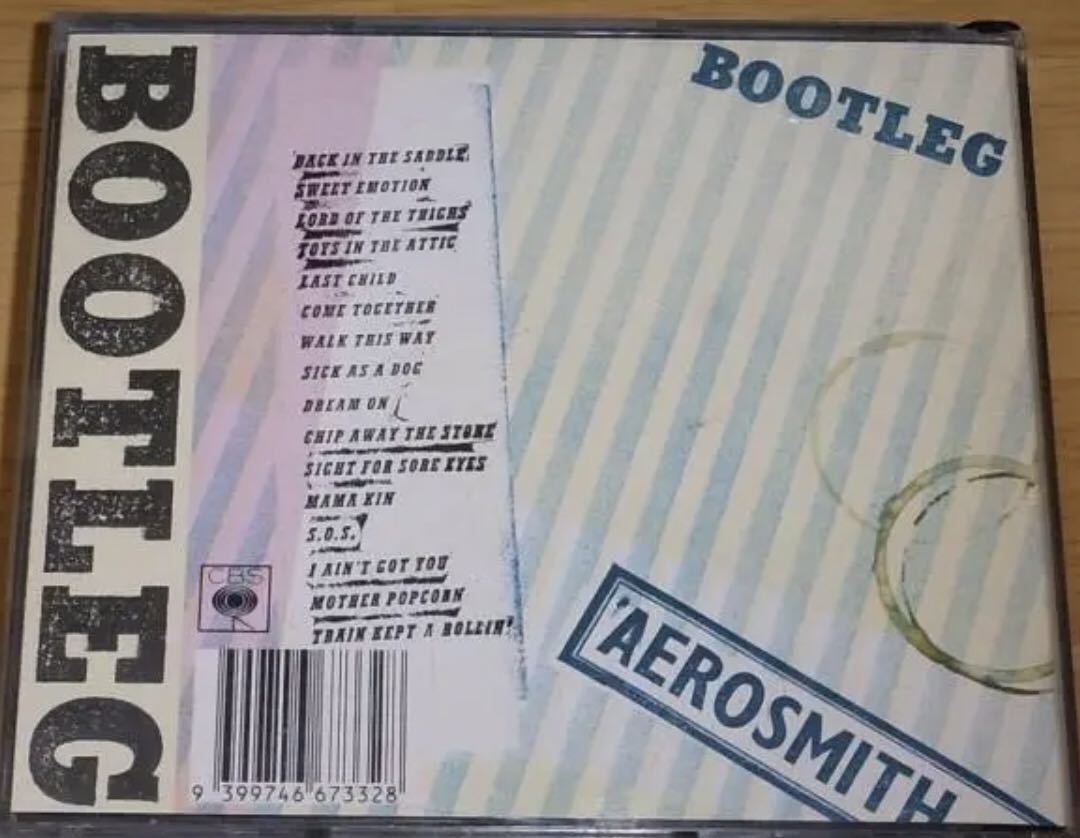 BOOTLEG
BOOTLEG
BACK IN THE SADDLE
SWEET EMOTION
LORD OF THE THIGHS
TOYS IN THE ATTIC
LAST CHILD
COME TOGETHER
WALK THIS WAY
SICK AS A DOG
DREAM ON
CHIP AWAY THE STONE
SIGHT FOR SORE EYES
MAMA KIN
S.O.S.
I AIN'T GOT YOU
MOTHER POPCORN
TRAIN KEPT A ROLLIN'
CBS
AEROSMITH
9 399746 673328